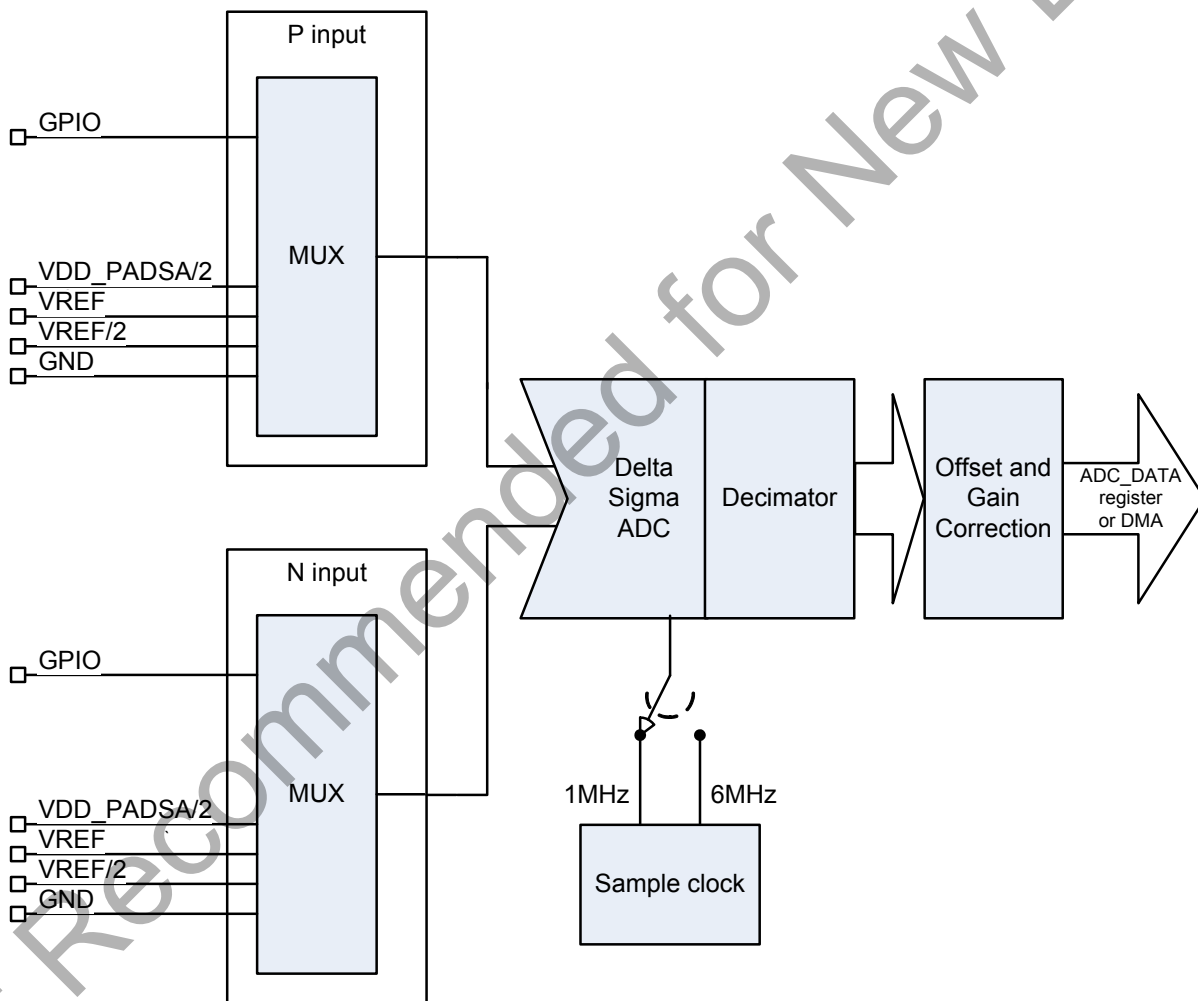 P input
GPIO
MUX
VDD_PADSA/2
VREF
VREF/2
GND
Delta
Sigma
ADC
Decimator
Offset and
Gain
Correction
ADC_DATA
register
or DMA
N input
GPIO
MUX
VDD_PADSA/2
VREF
VREF/2
GND
1MHz
6MHz
Sample clock
Recommended for New